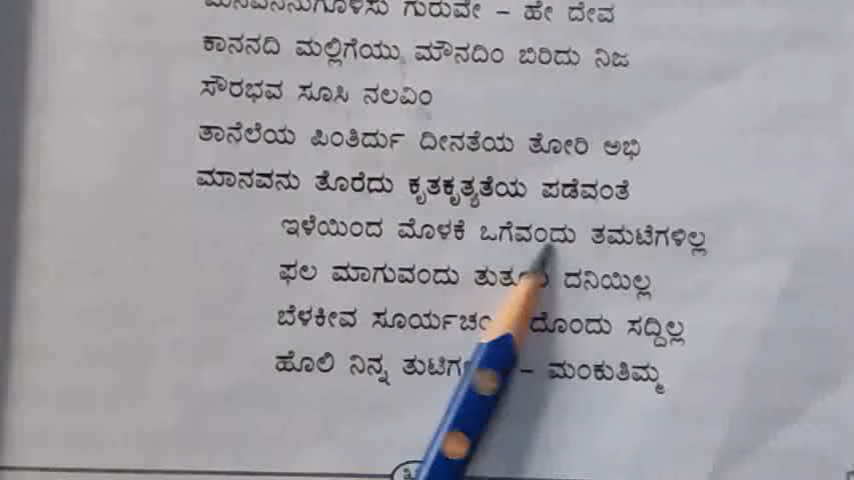 ಹೇ ದೇವ
ಕಾನನದಿ ಮಲ್ಲಿಗೆಯು ಮೌನದಿಂ ಬಿರಿದು ನಿಜ
ಸೌರಭವ ಸೂಸಿ ನಲವಿಂ
ತಾನೆಲೆಯ ಪಿಂತಿರ್ದು ದೀನತೆಯ ತೋರಿ ಅಭಿ
ಮಾನವನು ತೊರೆದು ಕೃತಕೃತ್ಯತೆಯ ಪಡೆವಂತೆ
ಇಳೆಯಿಂದ ಮೊಳಕೆ ಒಗೆವಂದು ತಮಟೆಗಳಿಲ್ಲ
ಫಲ ಮಾಗುವಂದು ದನಿಯಿಲ್ಲ
ಬೆಳಕೀವ ಸದ್ದಿಲ್ಲ
ಹೊಲಿ ನಿನ್ನ – ಮಂಕುತಿಮ್ಮ